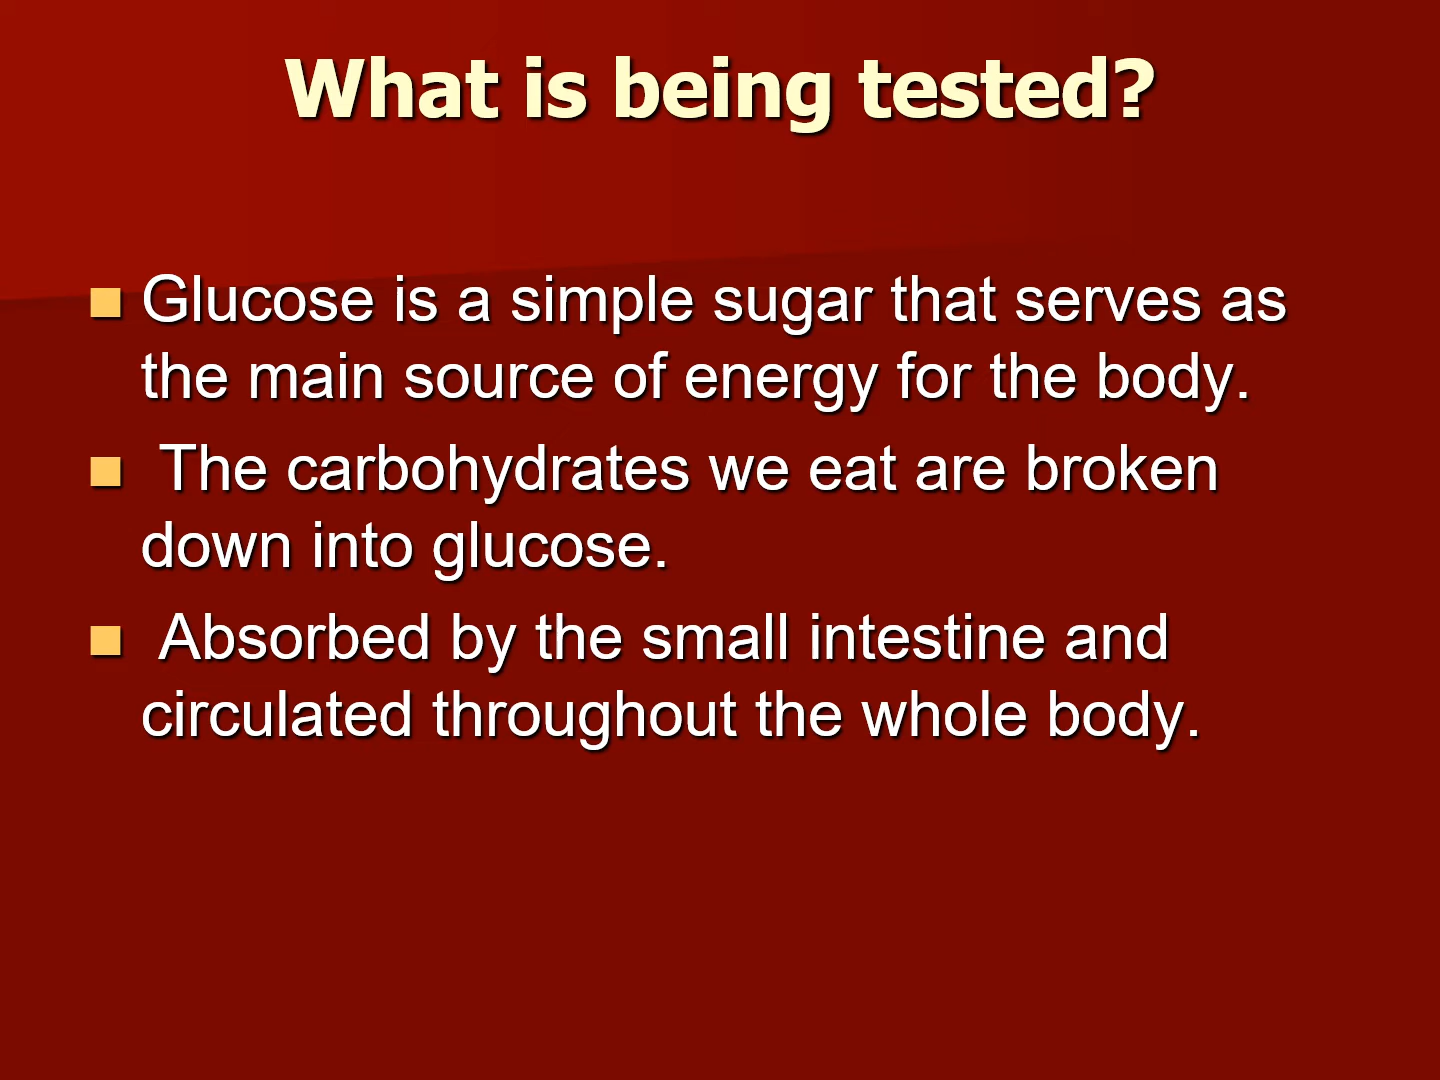 What is being tested?
Glucose is a simple sugar that serves as
the main source of energy for the body.
The carbohydrates we eat are broken
down into glucose.
Absorbed by the small intestine and
circulated throughout the whole body.